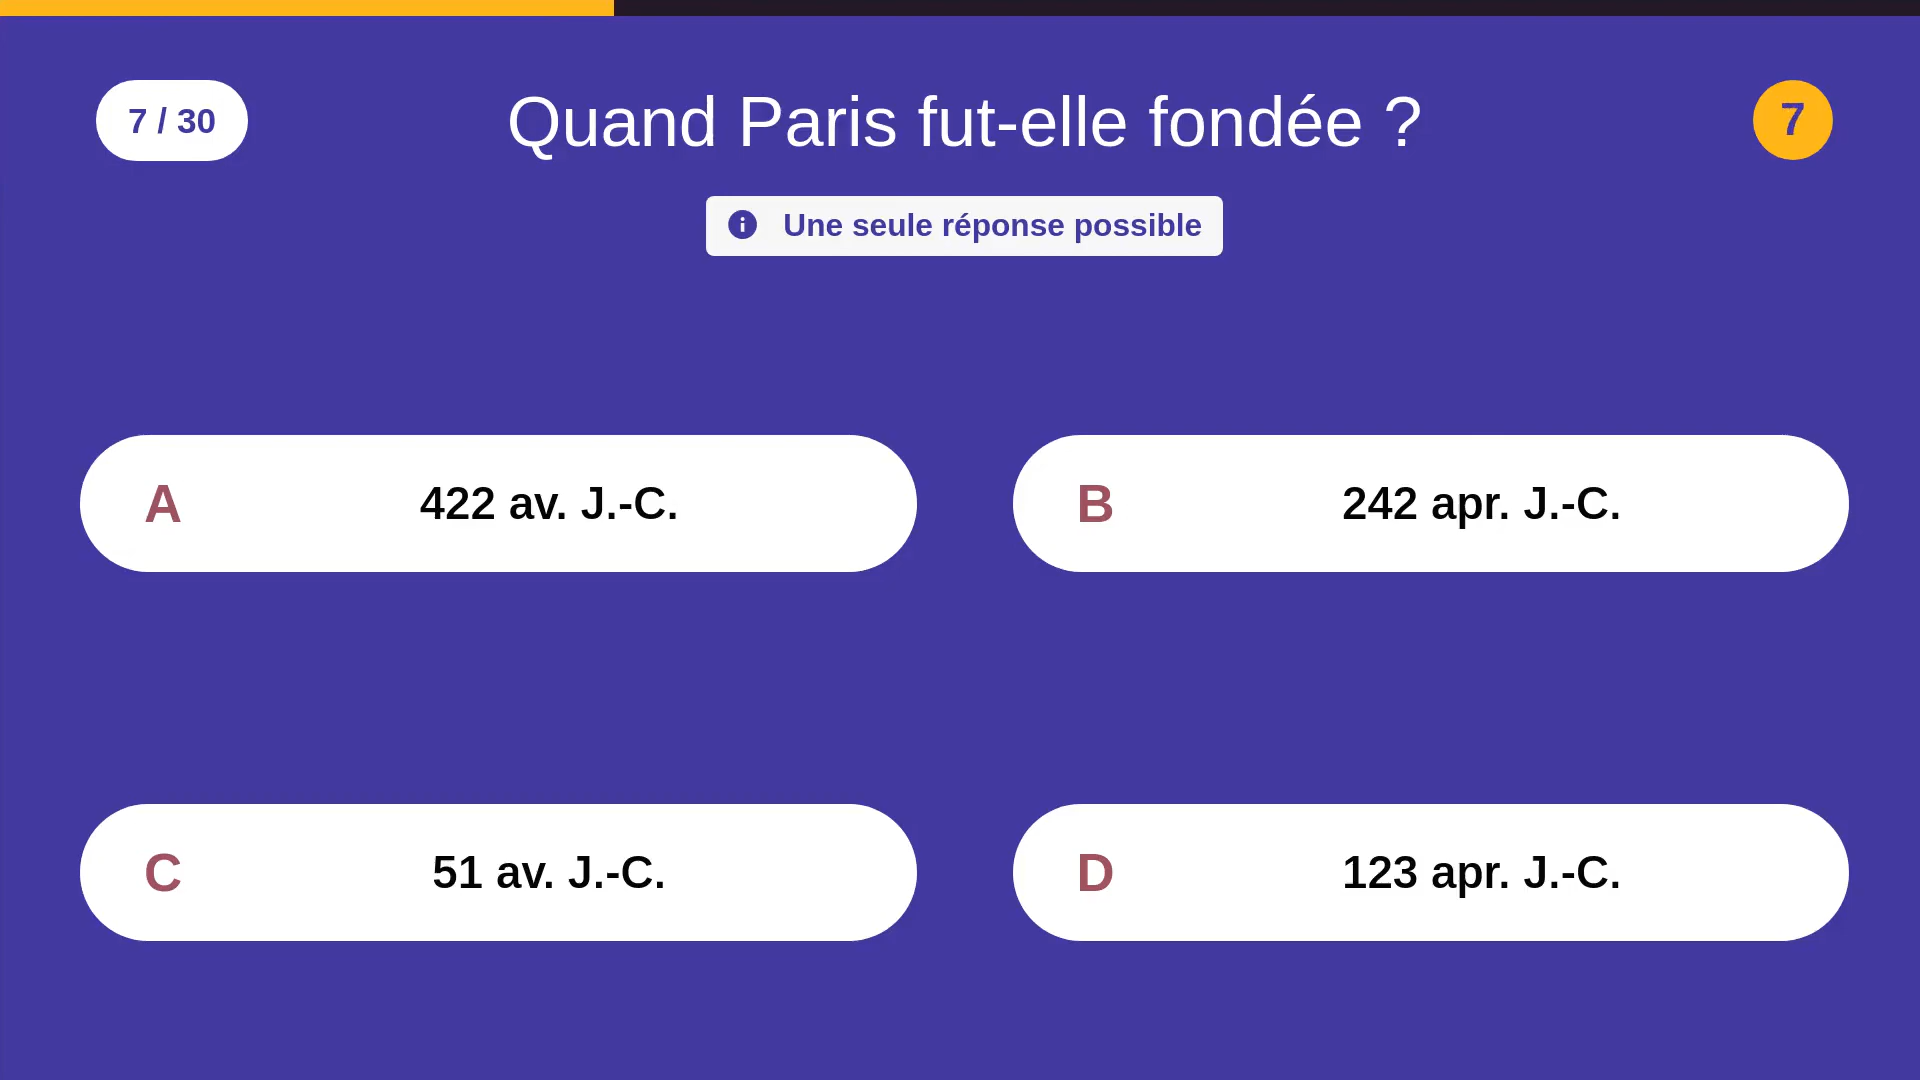 7 / 30
Quand Paris fut-elle fondée ?
7
Une seule réponse possible
A
422 av. J.-C.
B
242 apr. J.-C.
C
51 av. J.-C.
D
123 apr. J.-C.